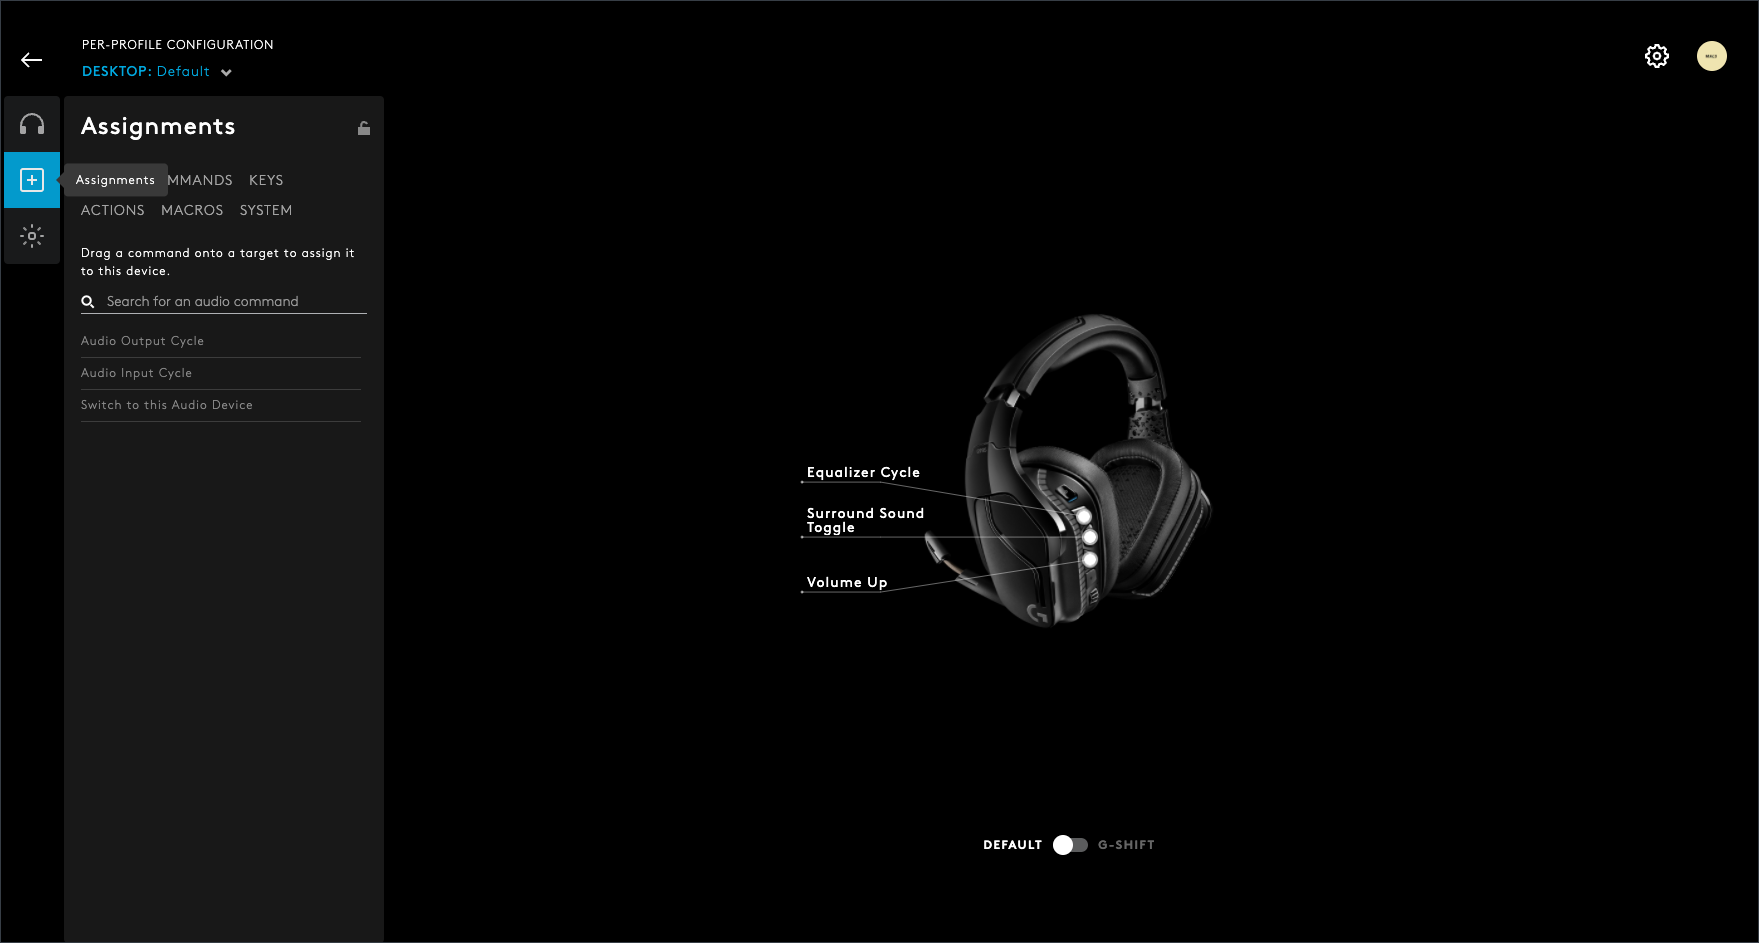 PER-PROFILE CONFIGURATION
DESKTOP: Default
Assignments
Assignments
MMANDS KEYS
ACTIONS MACROS SYSTEM
Drag a command onto a target to assign it
to this device.
Search for an audio command
Audio Output Cycle
Audio Input Cycle
Switch to this Audio Device
Equalizer Cycle
Surround Sound
Toggle
Volume Up
DEFAULT G-SHIFT